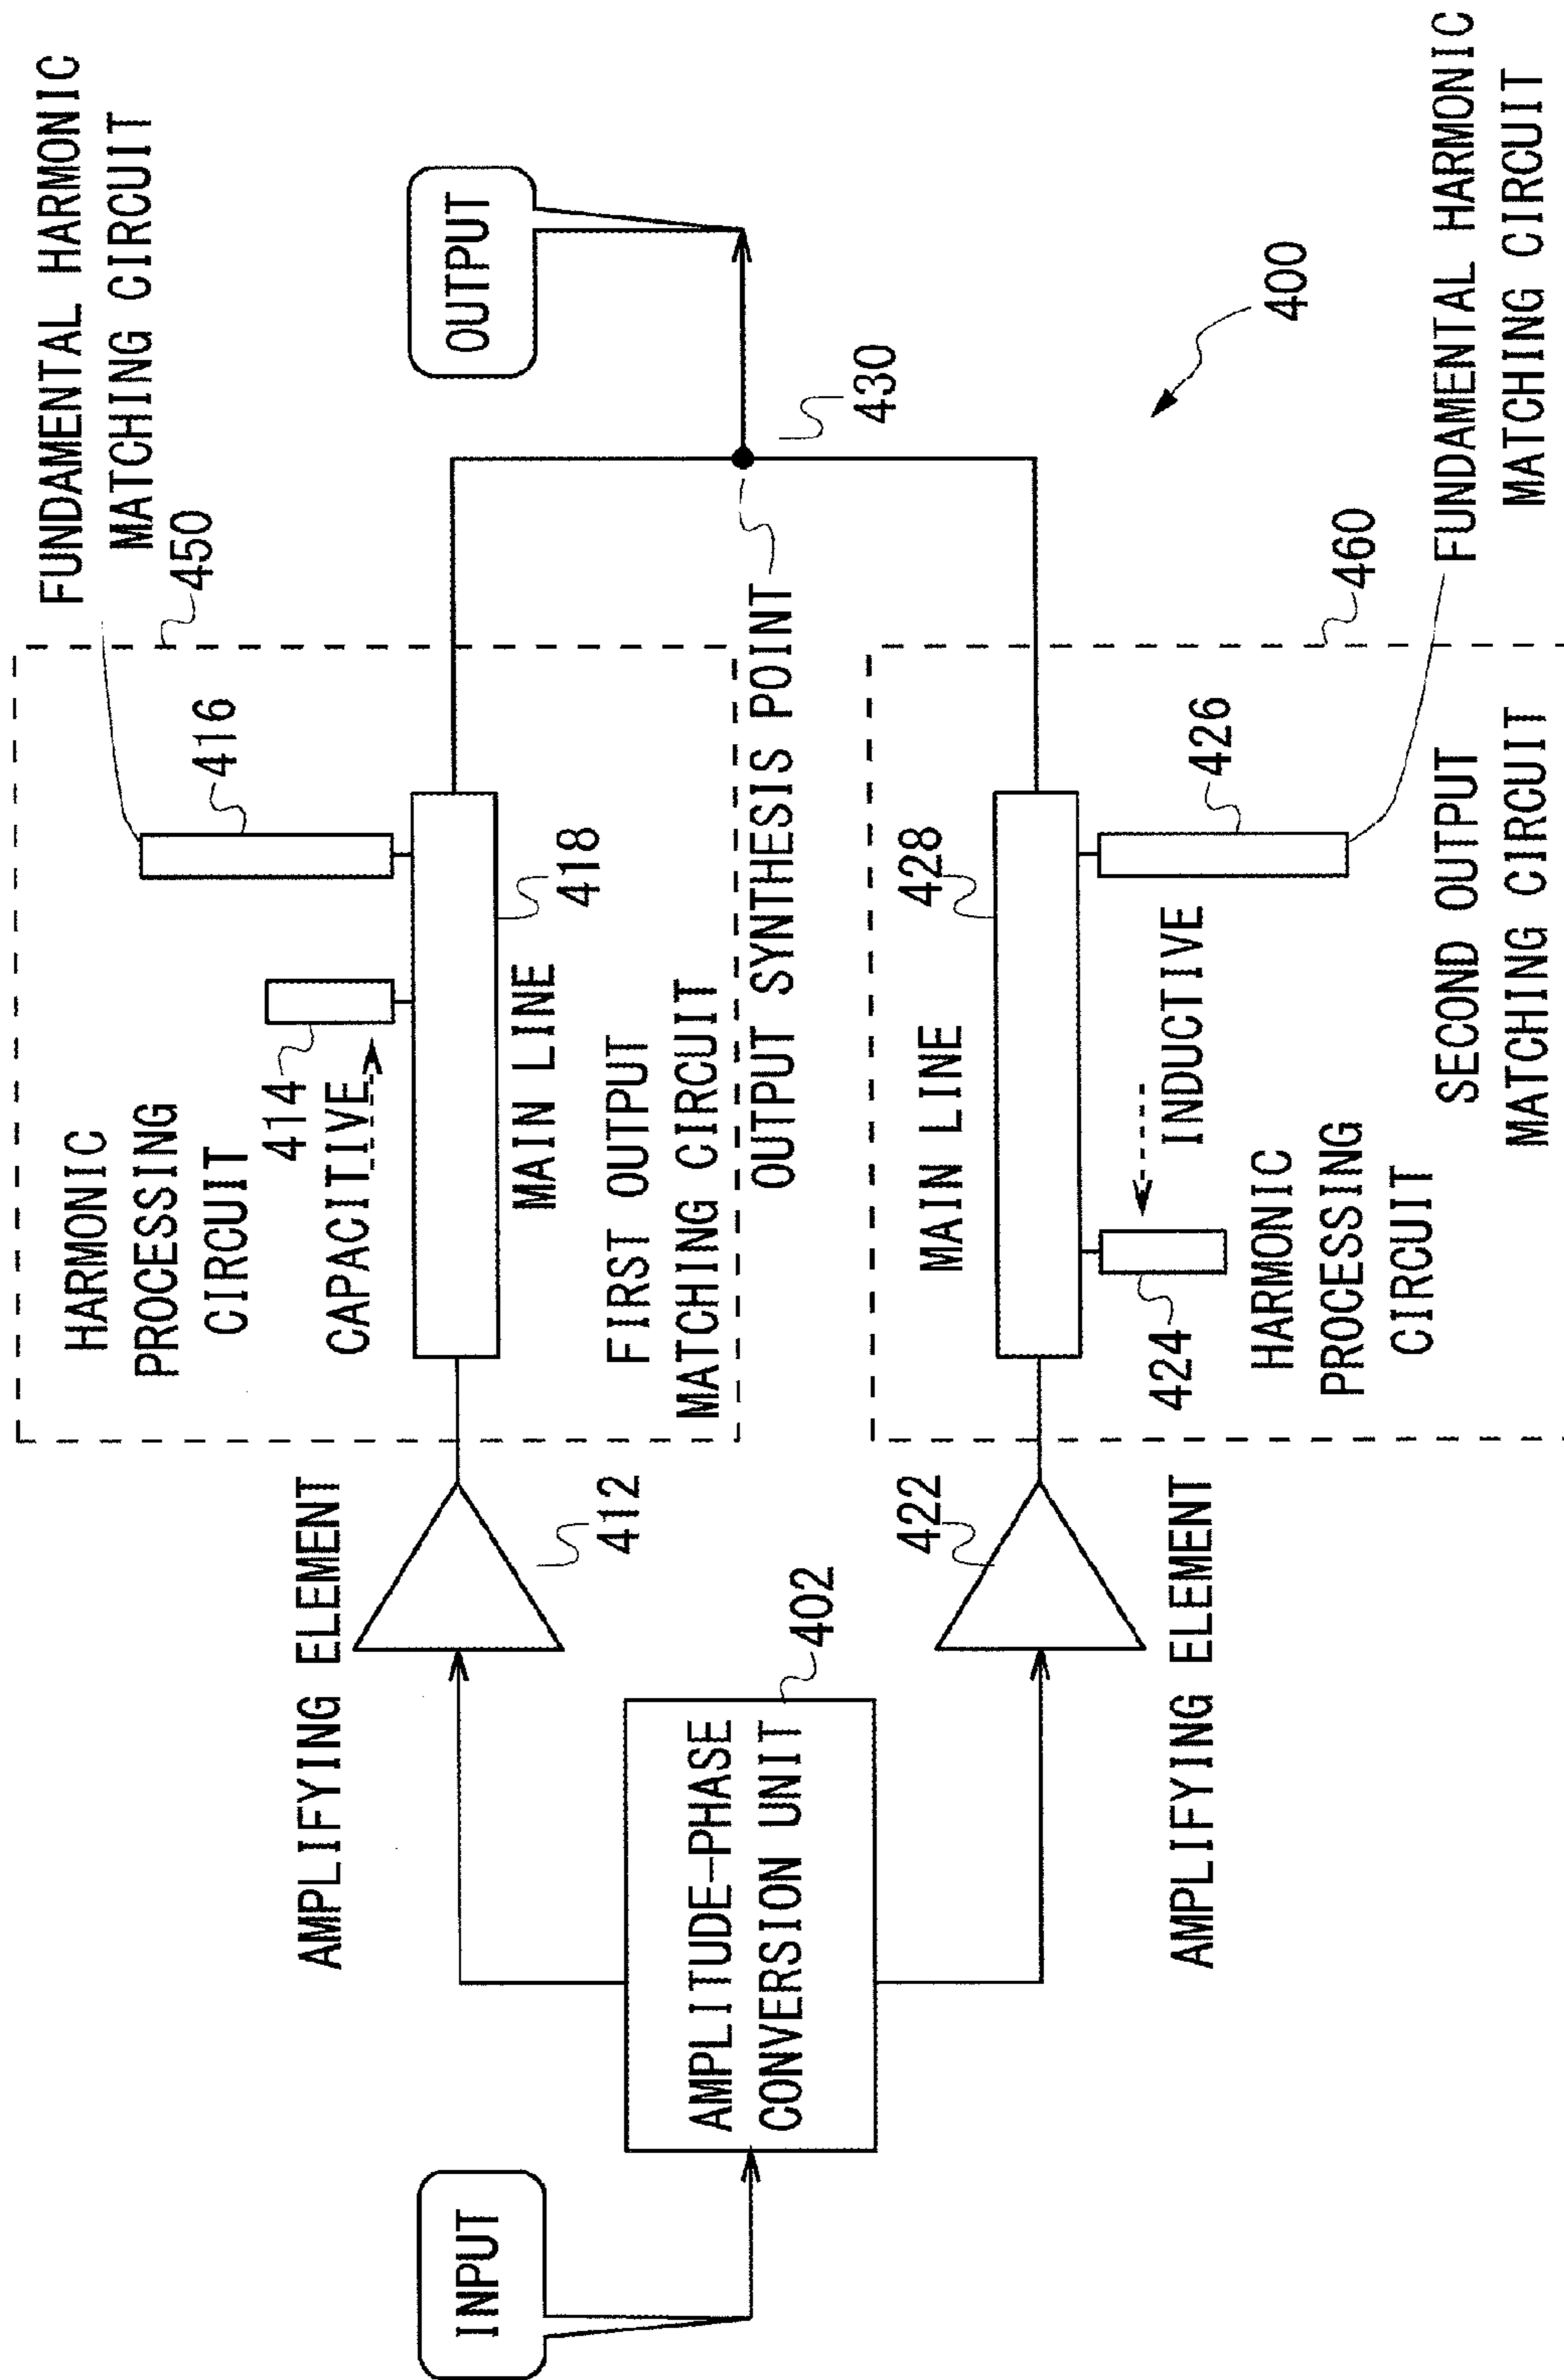 INPUT
AMPLITUDE-PHASE
CONVERSION UNIT
402
AMPLIFYING ELEMENT
412
AMPLIFYING ELEMENT
422
HARMONIC
PROCESSING
CIRCUIT
414
CAPACITIVE
MAIN LINE
418
416
FIRST OUTPUT
MATCHING CIRCUIT
450
FUNDAMENTAL HARMONIC
MATCHING CIRCUIT
OUTPUT SYNTHESIS POINT
430
OUTPUT
400
MAIN LINE
428
424
INDUCTIVE
HARMONIC
PROCESSING
CIRCUIT
426
SECOND OUTPUT
MATCHING CIRCUIT
460
FUNDAMENTAL HARMONIC
MATCHING CIRCUIT